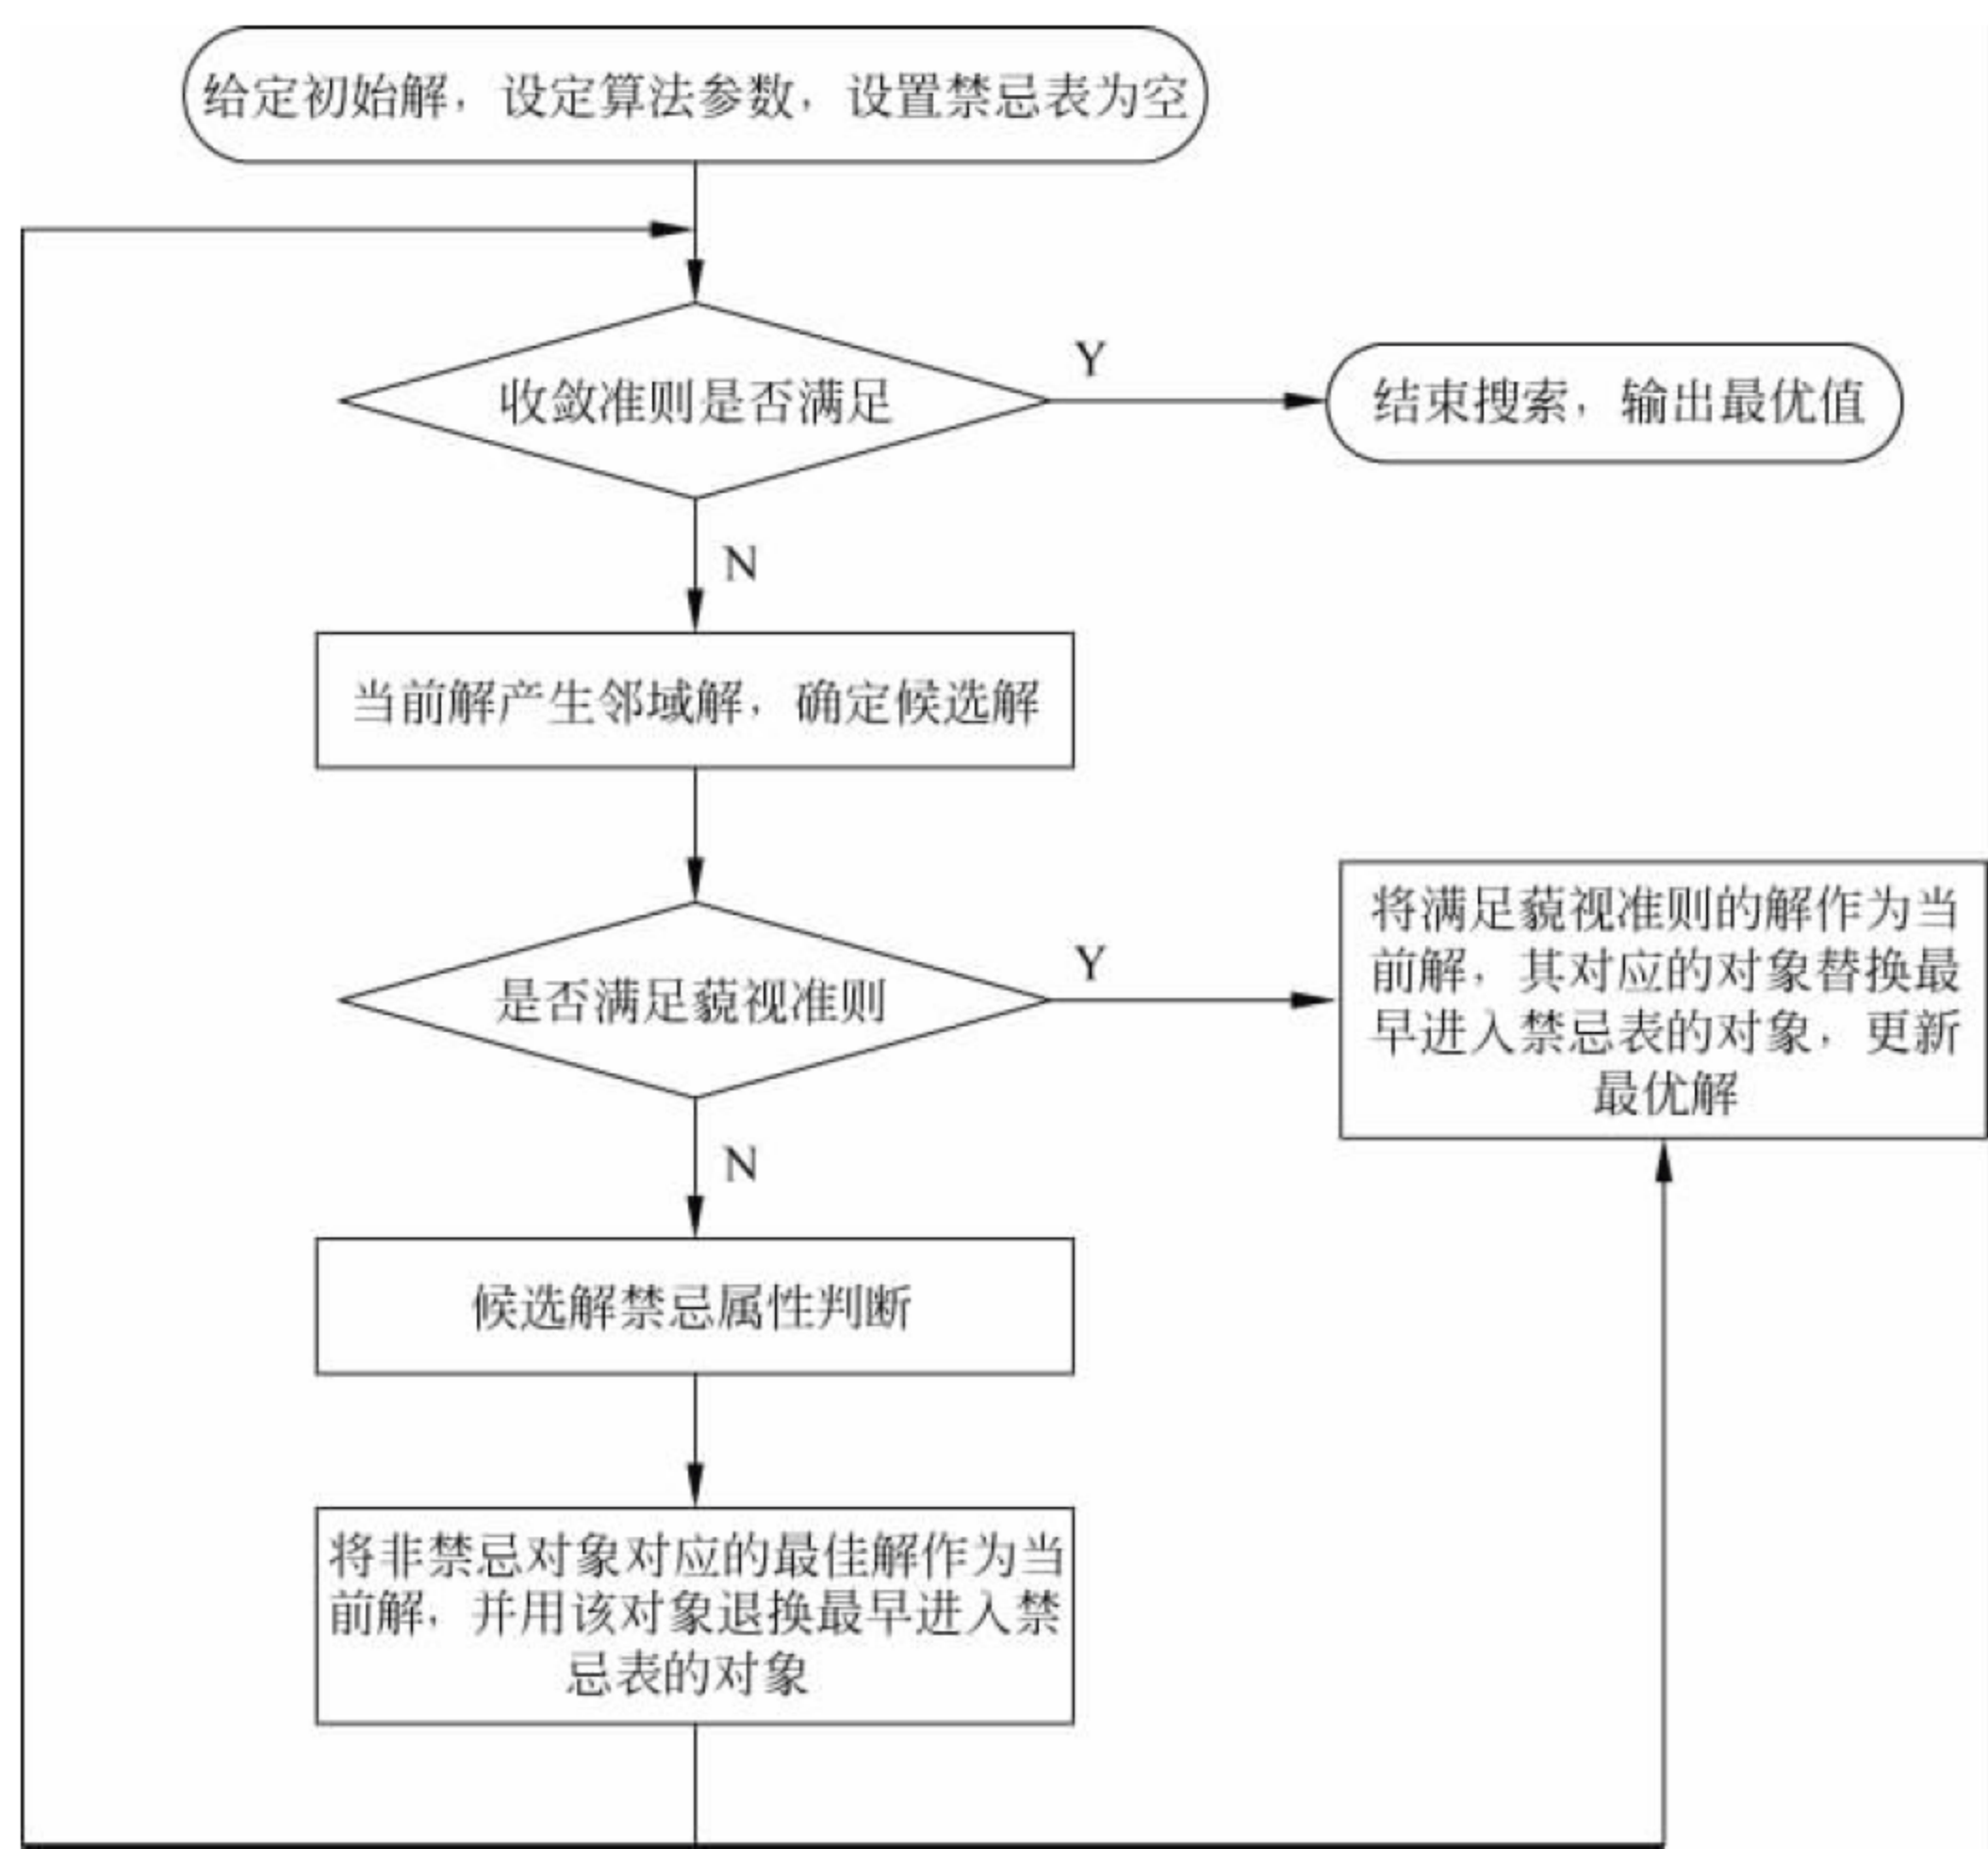 给定初始解，设定算法参数，设置禁忌表为空
收敛准则是否满足
Y
结束搜索，输出最优值
N
当前解产生邻域解，确定候选解
是否满足藐视准则
Y
将满足藐视准则的解作为当
前解，其对应的对象替换最
早进入禁忌表的对象，更新
最优解
N
候选解禁忌属性判断
将非禁忌对象对应的最佳解作为当
前解，并用该对象退换最早进入禁
忌表的对象